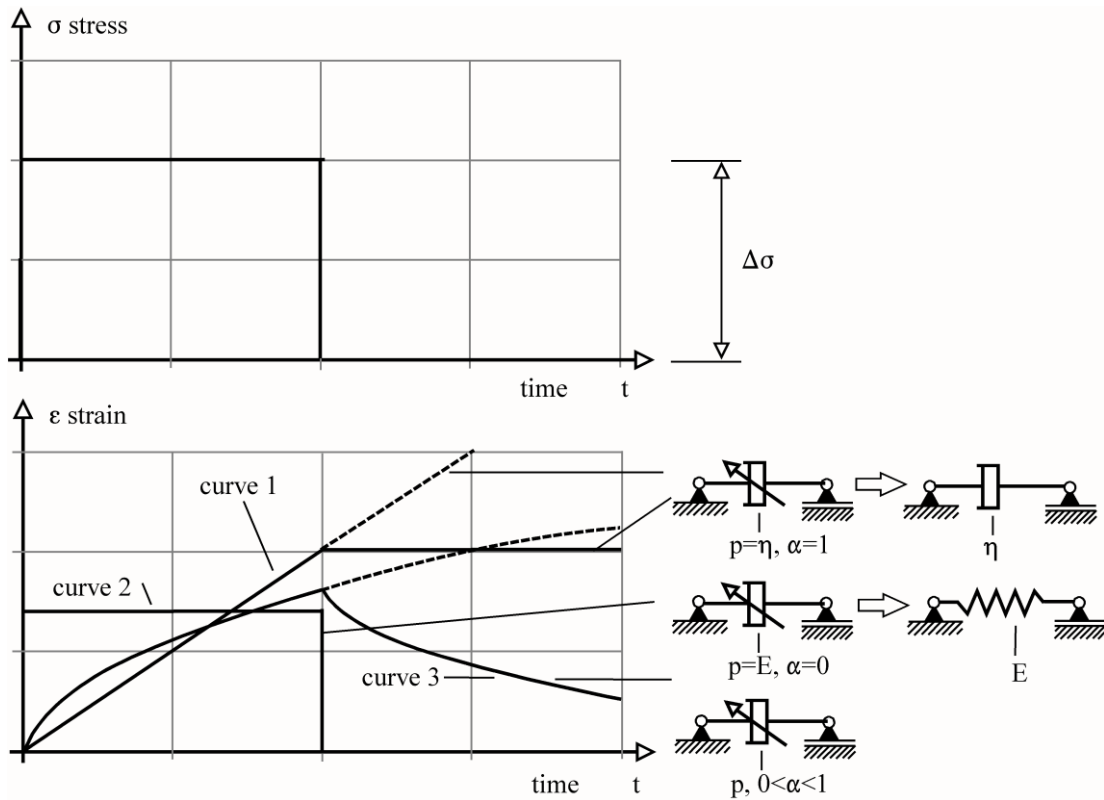 σ stress
Δσ
time t
ε strain
curve 1
p=η, α=1
η
curve 2
p=E, α=0
E
curve 3
time t
p, 0<α<1